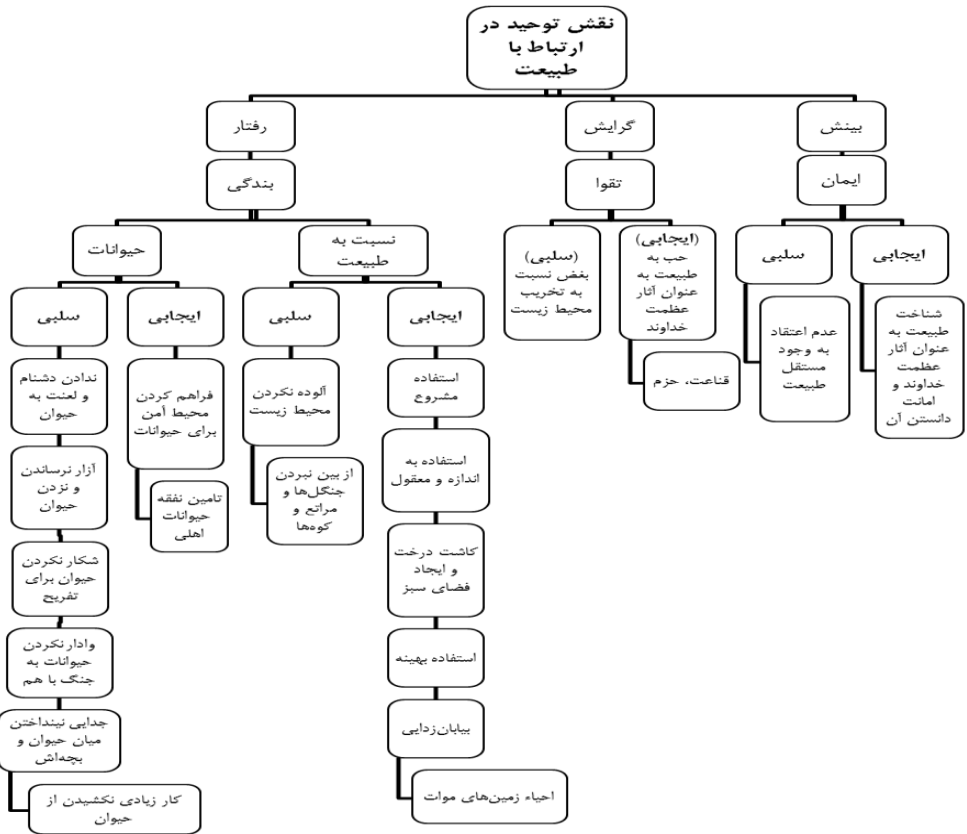 نقش توحید در
ارتباط با
طبیعت
بینش
گرایش
رفتار
ایمان
تقوا
بندگی
ایجابی
سلبی
(ایجابی)
حب به
طبیعت به
عنوان آثار
عظمت
خداوند
(سلبی)
بغض نسبت
به تخریب
محیط زیست
نسبت به
طبیعت
حیوانات
شناخت
طبیعت به
عنوان آثار
عظمت
خداوند و
امانت
دانستن آن
عدم اعتقاد
به وجود
مستقل
طبیعت
قناعت، حزم
ایجابی
سلبی
ایجابی
سلبی
استفاده
مشروع
استفاده به
اندازه و معقول
کاشت درخت
و ایجاد
فضای سبز
استفاده بهینه
بیابان‌زدایی
احیاء زمین‌های موات
آلوده نکردن
محیط زیست
از بین نبردن
جنگل‌ها و
مراتع و
کوه‌ها
فراهم کردن
محیط امن
برای حیوانات
تامین نفقه
حیوانات
اهلی
ندادن دشنام
و لعنت به
حیوان
آزار نرساندن
و نزدن
حیوان
شکار نکردن
حیوان برای
تفریح
وادار نکردن
حیوانات به
جنگ با هم
جدایی نینداختن
میان حیوان و
بچه‌اش
کار زیادی نکشیدن از
حیوان